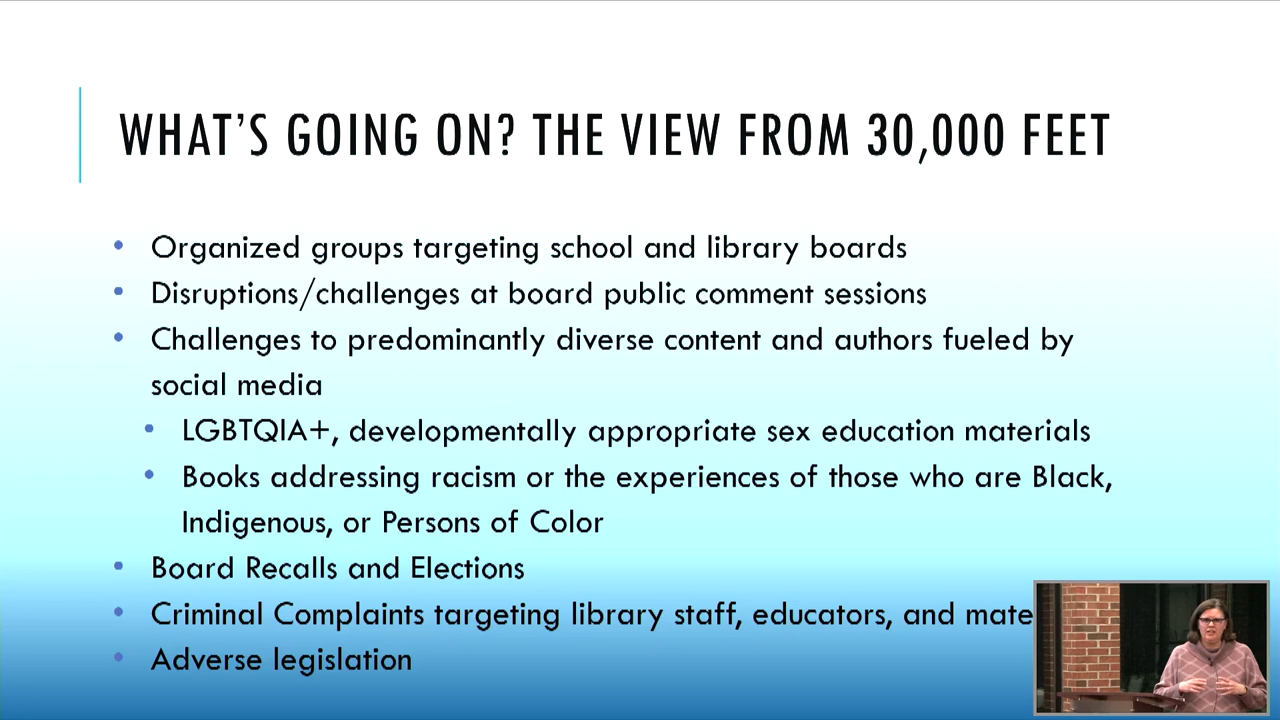 WHAT'S GOING ON? THE VIEW FROM 30,000 FEET
• Organized groups targeting school and library boards
• Disruptions/challenges at board public comment sessions
• Challenges to predominantly diverse content and authors fueled by
social media
• LGBTQIA+, developmentally appropriate sex education materials
• Books addressing racism or the experiences of those who are Black,
Indigenous, or Persons of Color
• Board Recalls and Elections
• Criminal Complaints targeting library staff, educators, and mate
• Adverse legislation